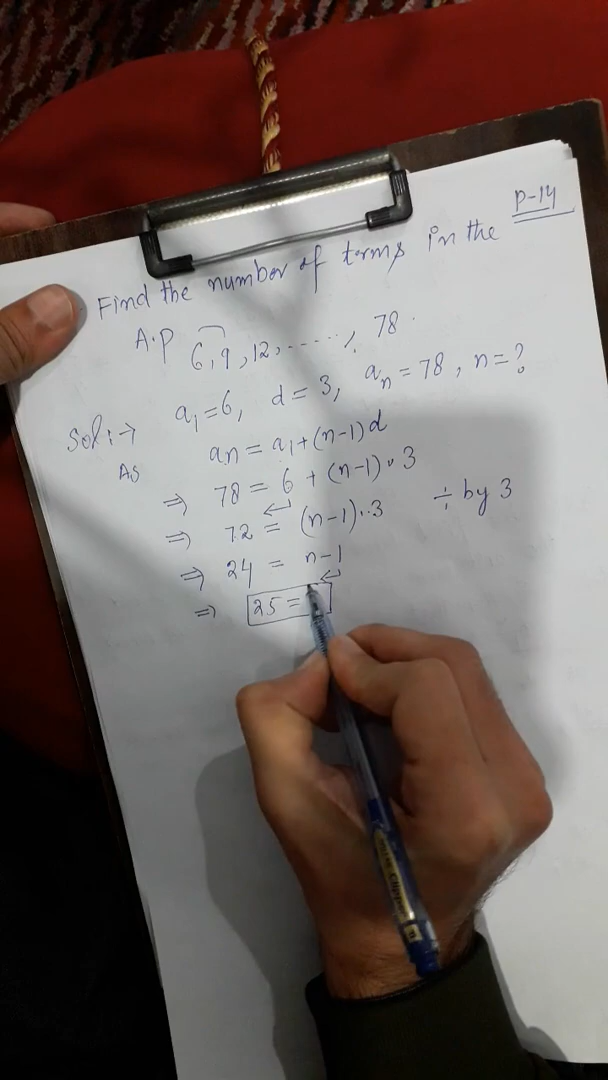 P-14
Find the number of terms in the
A.P 6, 9, 12, ......, 78.
Sol:→ a₁=6, d=3, aₙ=78, n=?
As an = a₁+(n-1)d
⇒ 78 = 6 + (n-1)·3
⇒ 72 = (n-1)··3 ÷ by 3
⇒ 24 = n-1
⇒ 25 =
Clipper